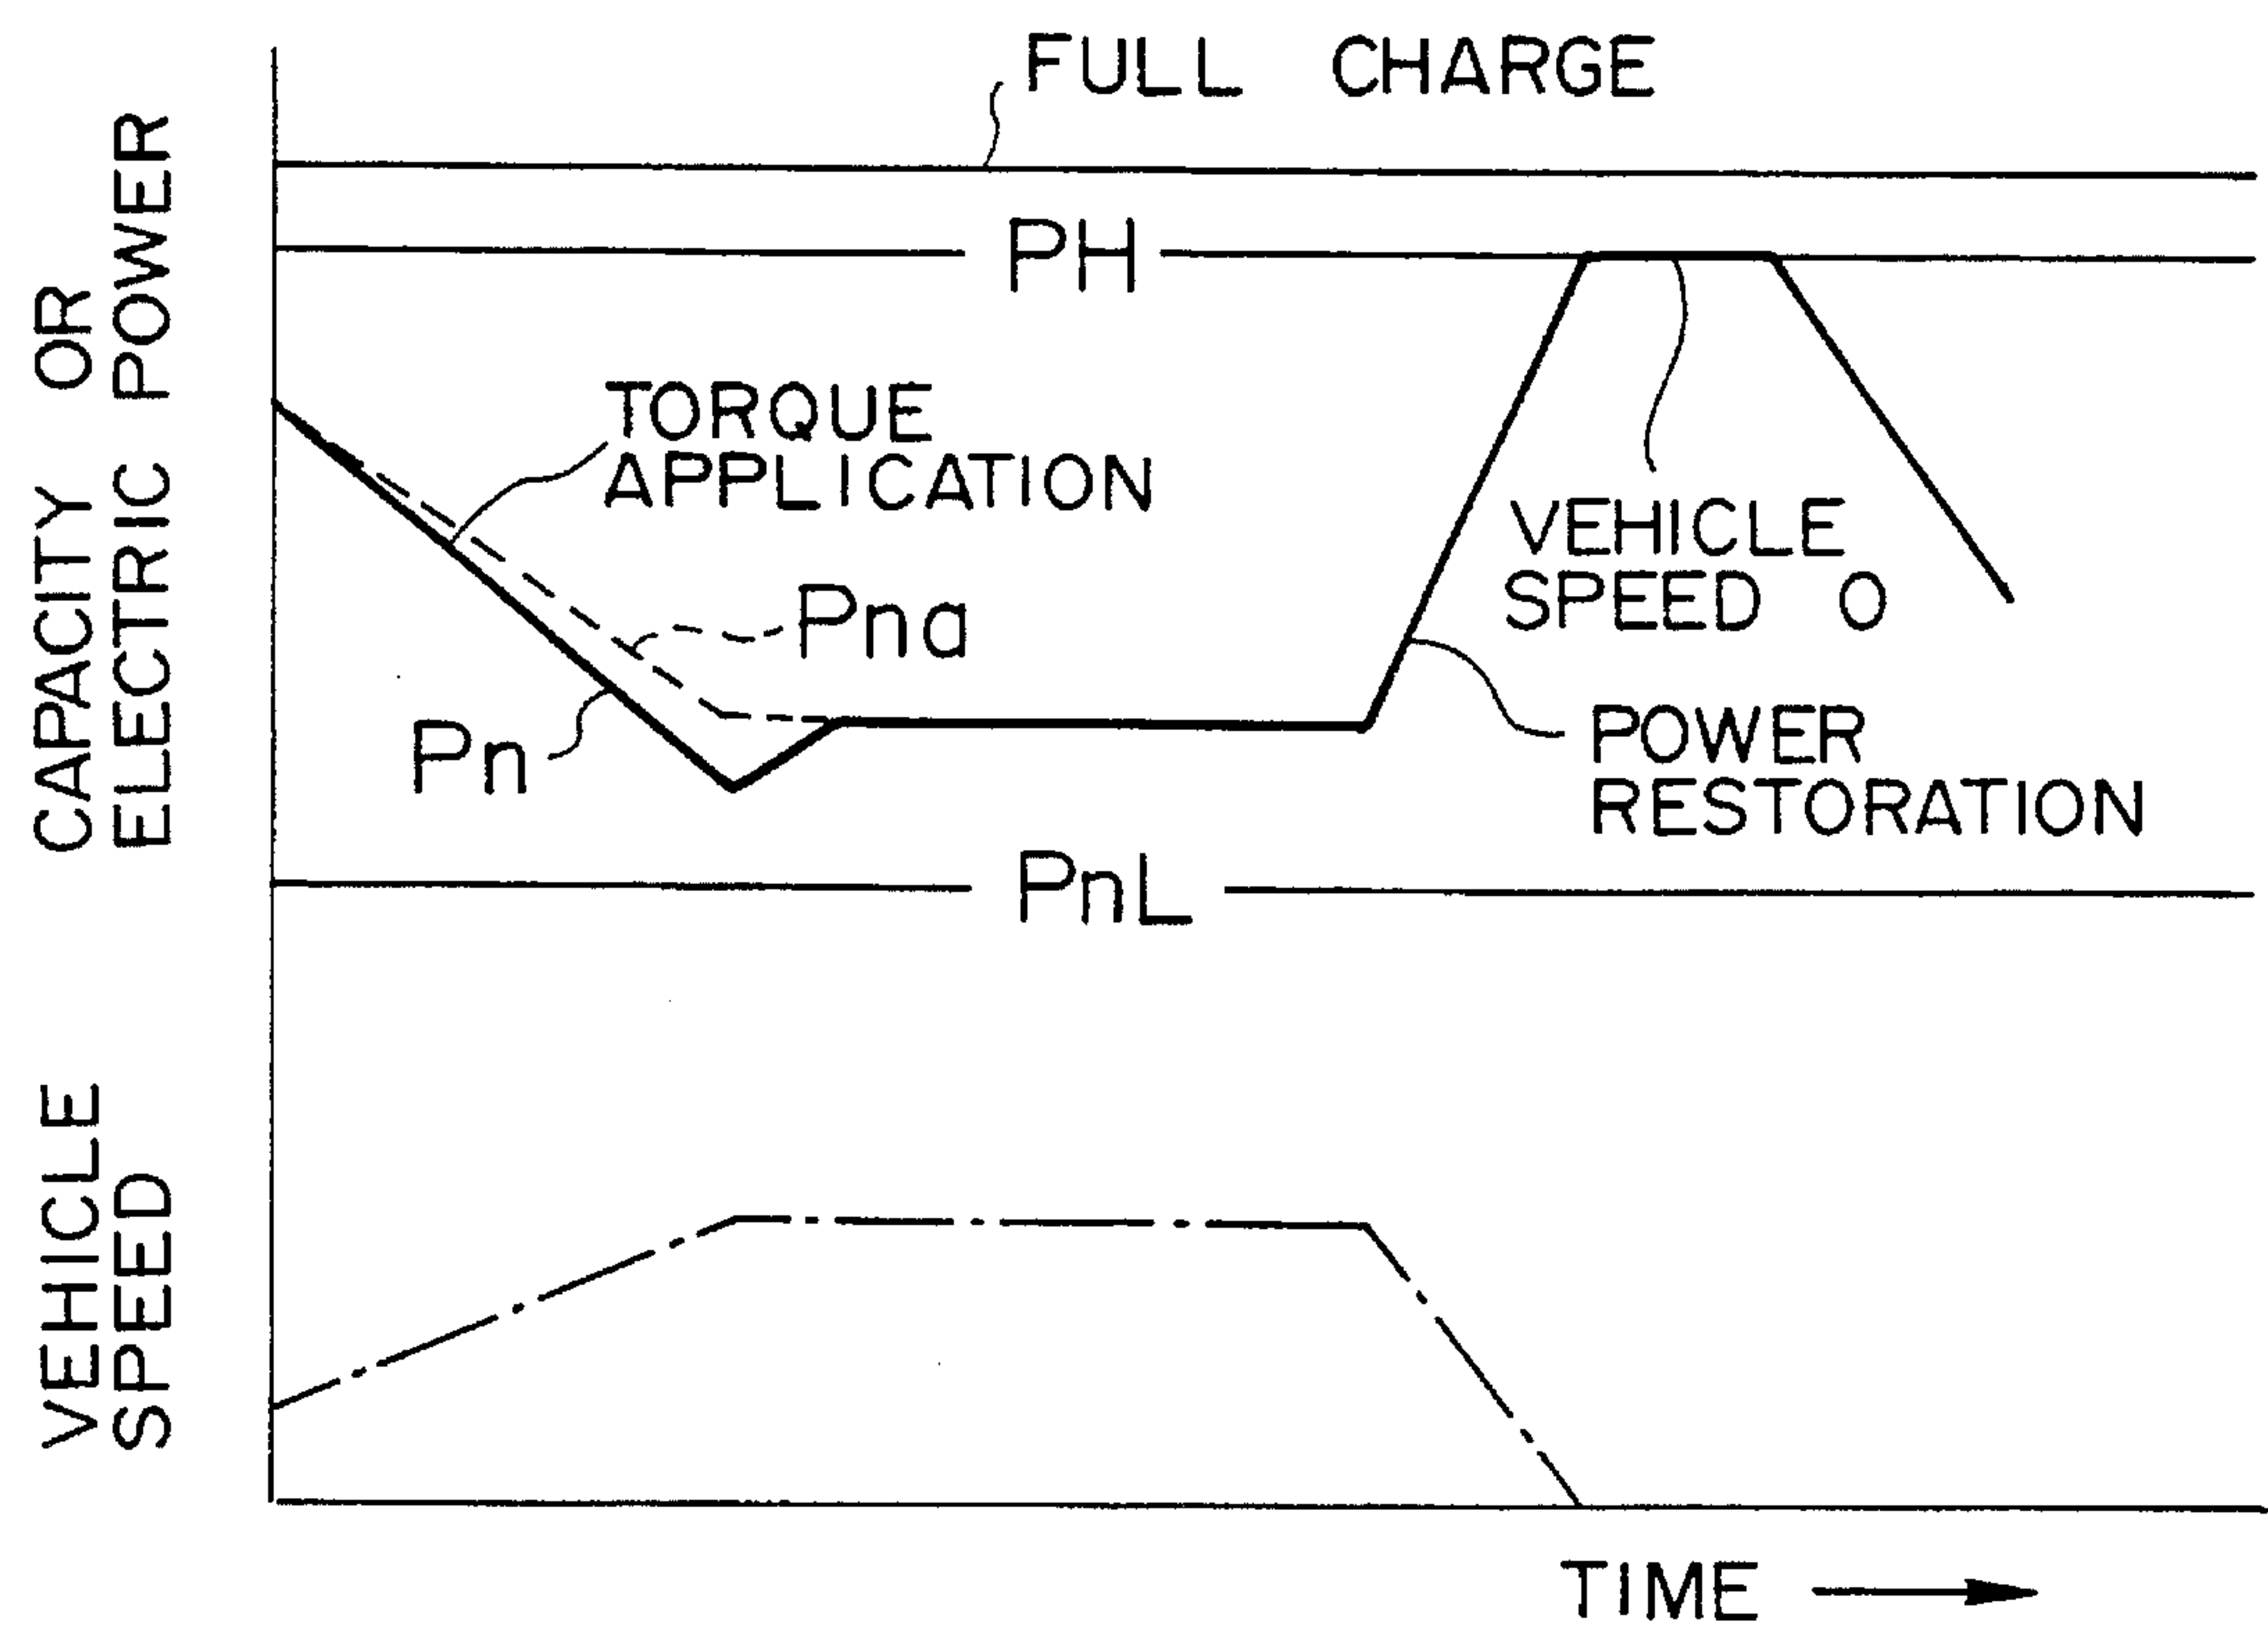 FULL CHARGE
CAPACITY OR
ELECTRIC POWER
PH
TORQUE
APPLICATION
Pna
Pn
VEHICLE
SPEED 0
POWER
RESTORATION
PnL
VEHICLE
SPEED
TIME